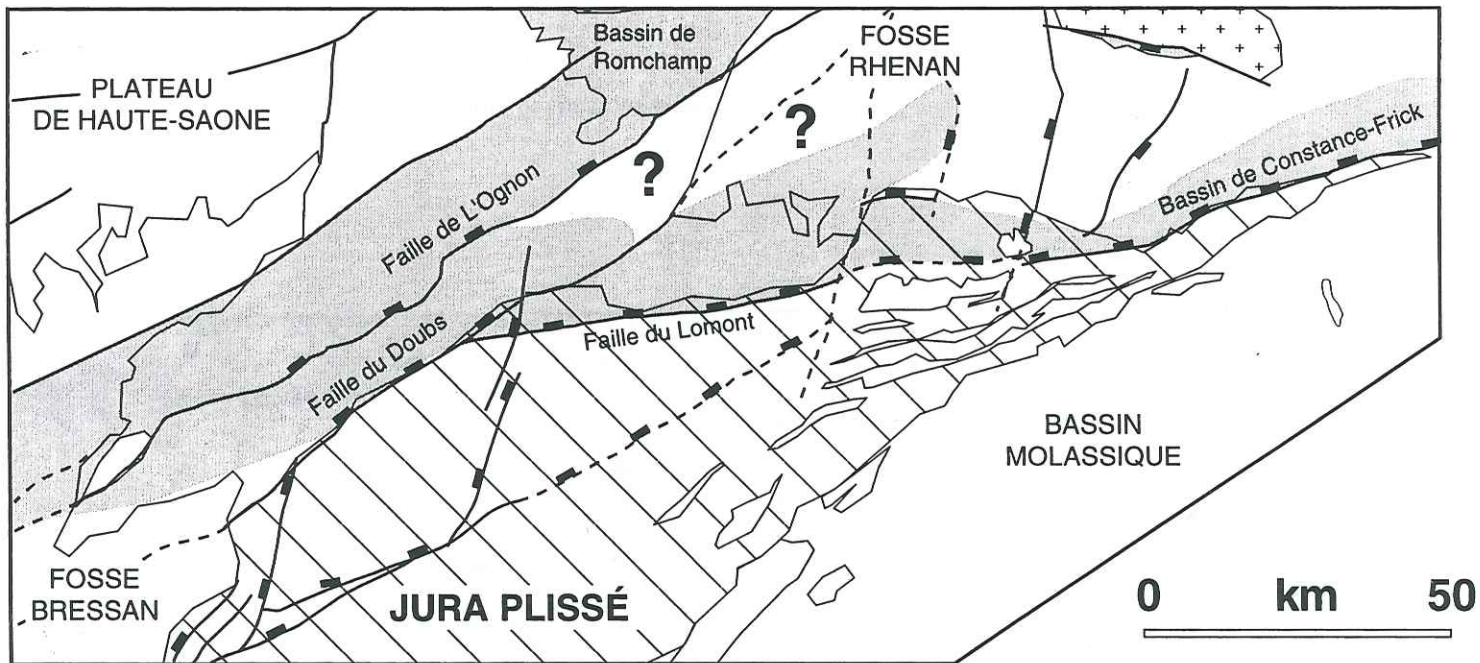 Bassin de
Romchamp
FOSSE
RHENAN
PLATEAU
DE HAUTE-SAONE
?
?
Faille de L'Ognon
Bassin de Constance-Frick
Faille du Doubs
Faille du Lomont
BASSIN
MOLASSIQUE
FOSSE
BRESSAN
JURA PLISSÉ
0 km 50